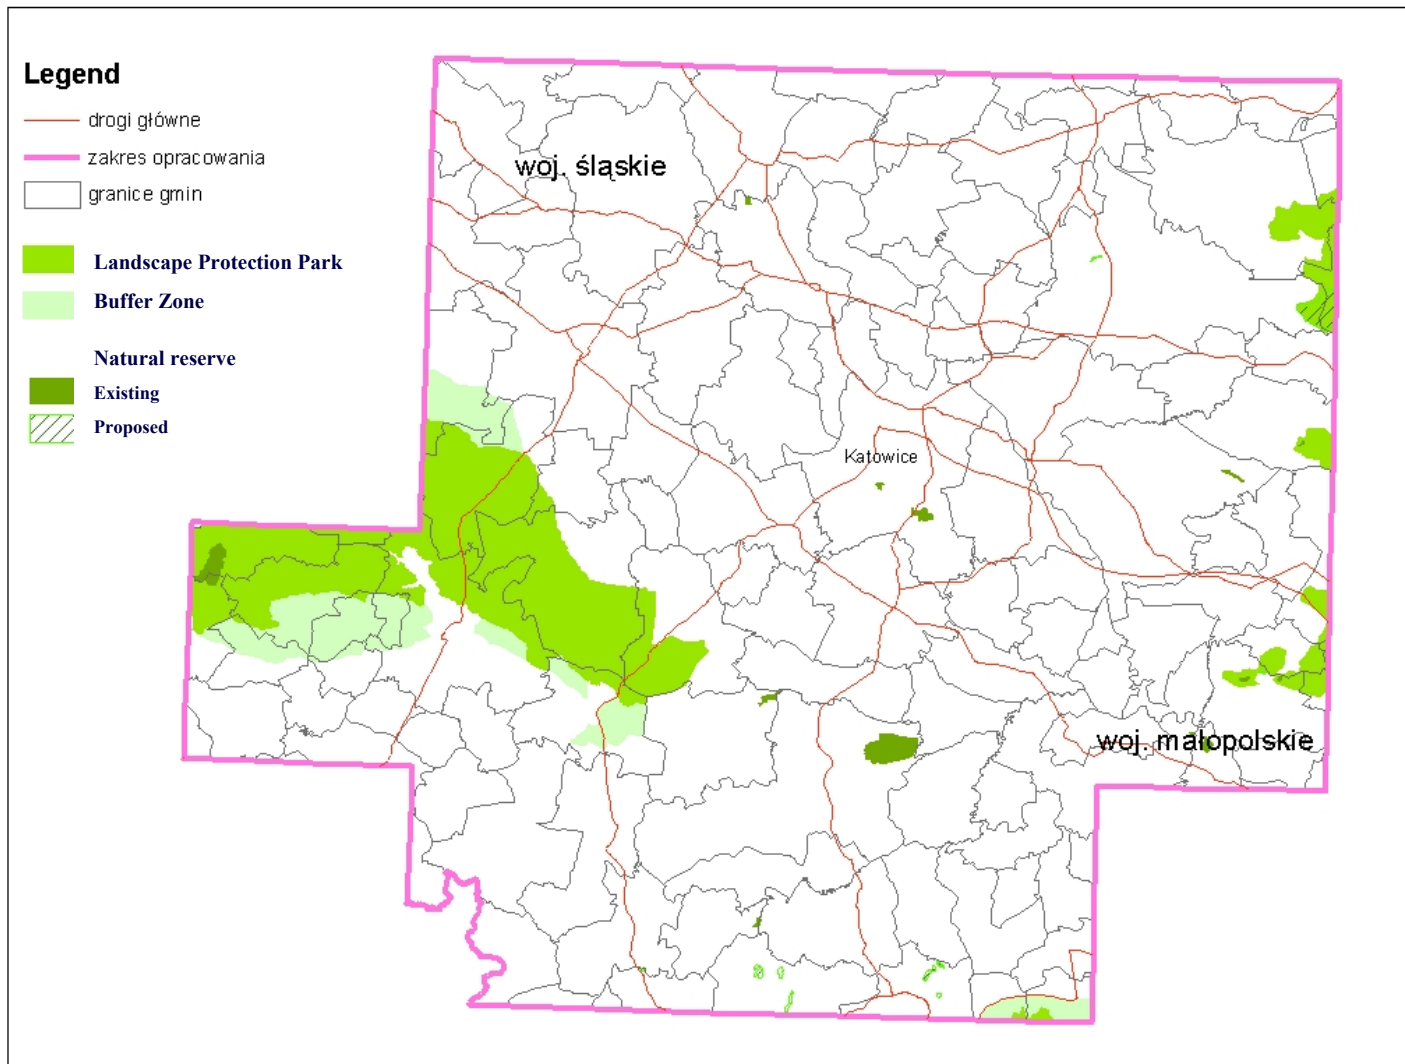 Legend
drogi główne
zakres opracowania
granice gmin
Landscape Protection Park
Buffer Zone
Natural reserve
Existing
Proposed
woj. śląskie
Katowice
woj. małopolskie